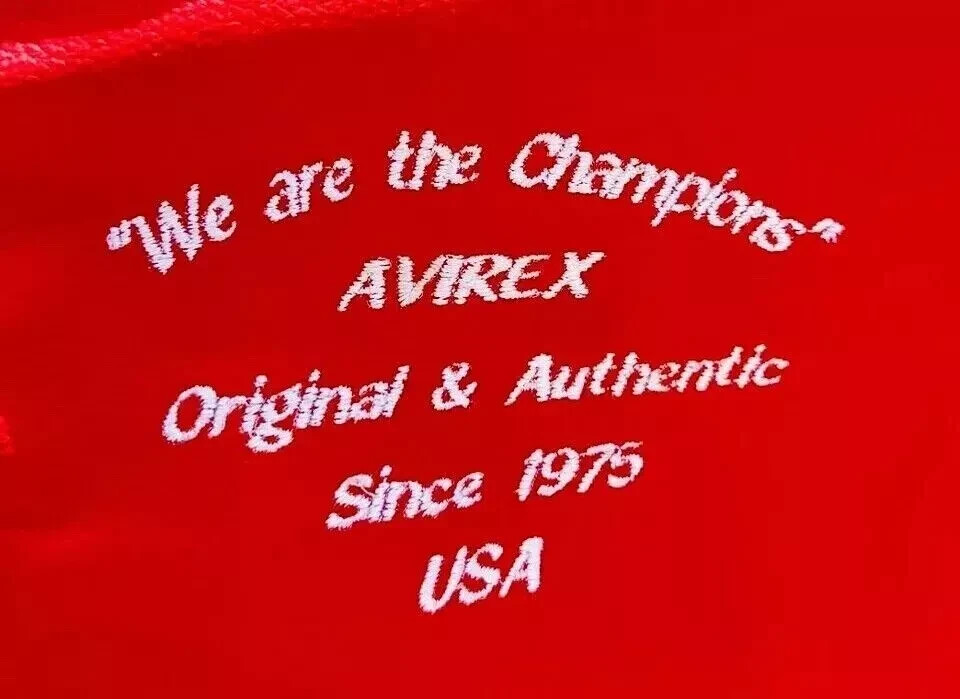 "We are the Champions"
AVIREX
Original & Authentic
Since 1975
USA